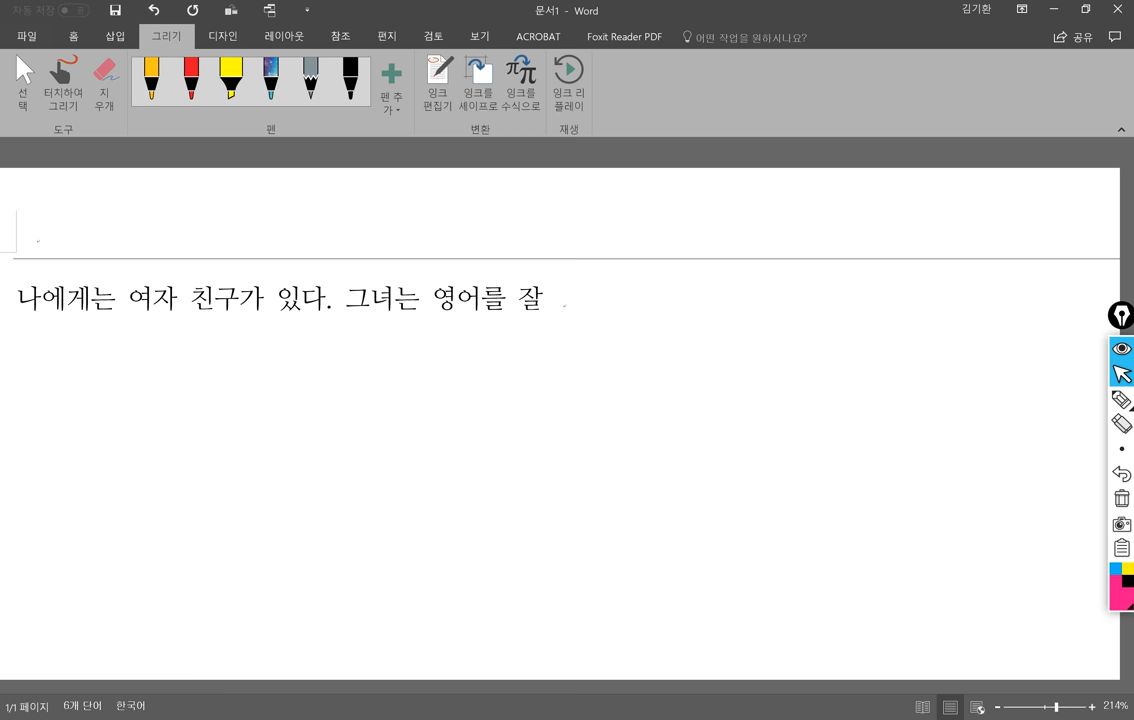 자동 저장 끔 문서1 - Word 김기환
파일 홈 삽입 그리기 디자인 레이아웃 참조 편지 검토 보기 ACROBAT Foxit Reader PDF 어떤 작업을 원하시나요? 공유
선택 터치하여 그리기 지우개 펜 추가 잉크 편집기 잉크를 셰이프로 잉크를 수식으로 잉크 리플레이
도구 펜 변환 재생
나에게는 여자 친구가 있다. 그녀는 영어를 잘
1/1 페이지 6개 단어 한국어 214%